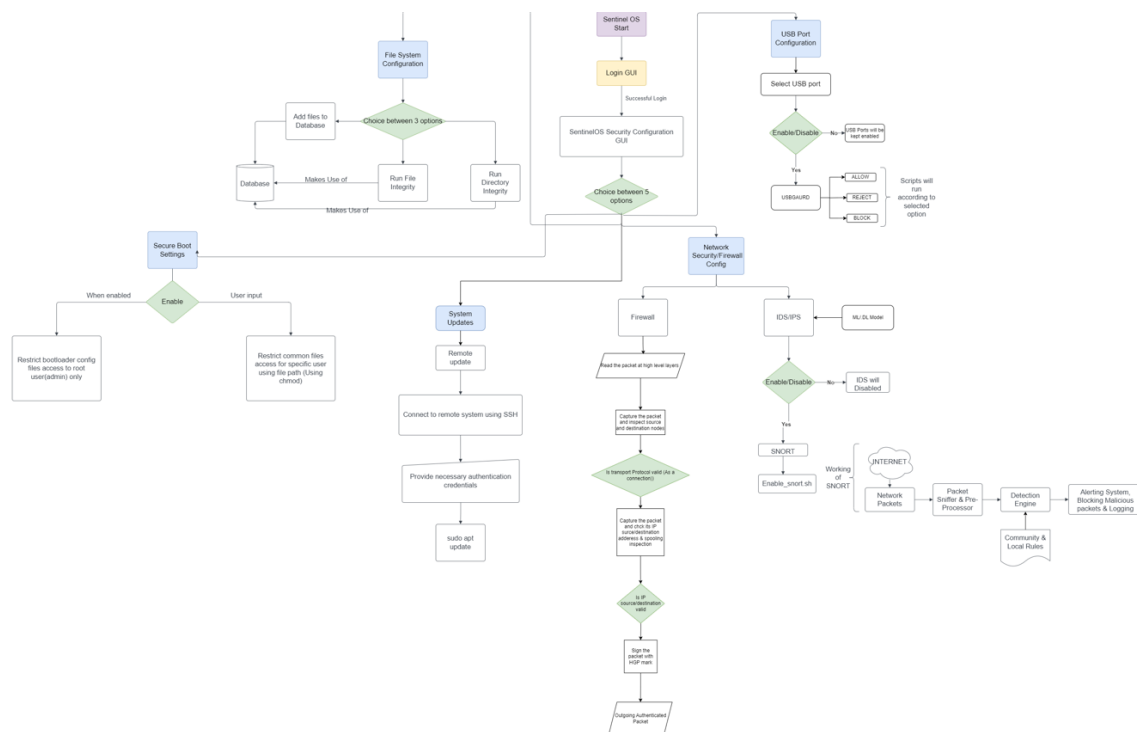 Sentinel OS
Start
Login GUI
Successful Login
SentinelOS Security Configuration
GUI
Choice between 5
options
File System
Configuration
Choice between 3 options
Add files to
Database
Database
Makes Use of
Run File
Integrity
Run
Directory
Integrity
Makes Use of
USB Port
Configuration
Select USB port
Enable/Disable
No
USB Ports will be
kept enabled
Yes
USBGAURD
ALLOW
REJECT
BLOCK
Scripts will
run
according to
selected
option
Secure Boot
Settings
Enable
When enabled
User input
Restrict bootloader config
files access to root
user(admin) only
Restrict common files
access for specific user
using file path (Using
chmod)
System
Updates
Remote
update
Connect to remote system using SSH
Provide necessary authentication
credentials
sudo apt
update
Network
Security/Firewall
Config
Firewall
Read the packet at high level layers
Capture the packet
and inspect source
and destination nodes
Is transport Protocol valid (As a
connection))
Capture the packet
and
its IP
address & spooling
inspection
Is IP
source/destination
valid
Sign the
packet with
mark
Outgoing Authenticated
Packet
IDS/IPS
Model
Enable/Disable
No
IDS will
Disabled
Yes
SNORT
Enable_snort.sh
Working
of
SNORT
INTERNET
Network
Packets
Packet
Sniffer & Pre-
Processor
Detection
Engine
Community &
Local Rules
Alerting System,
Blocking Malicious
packets & Logging